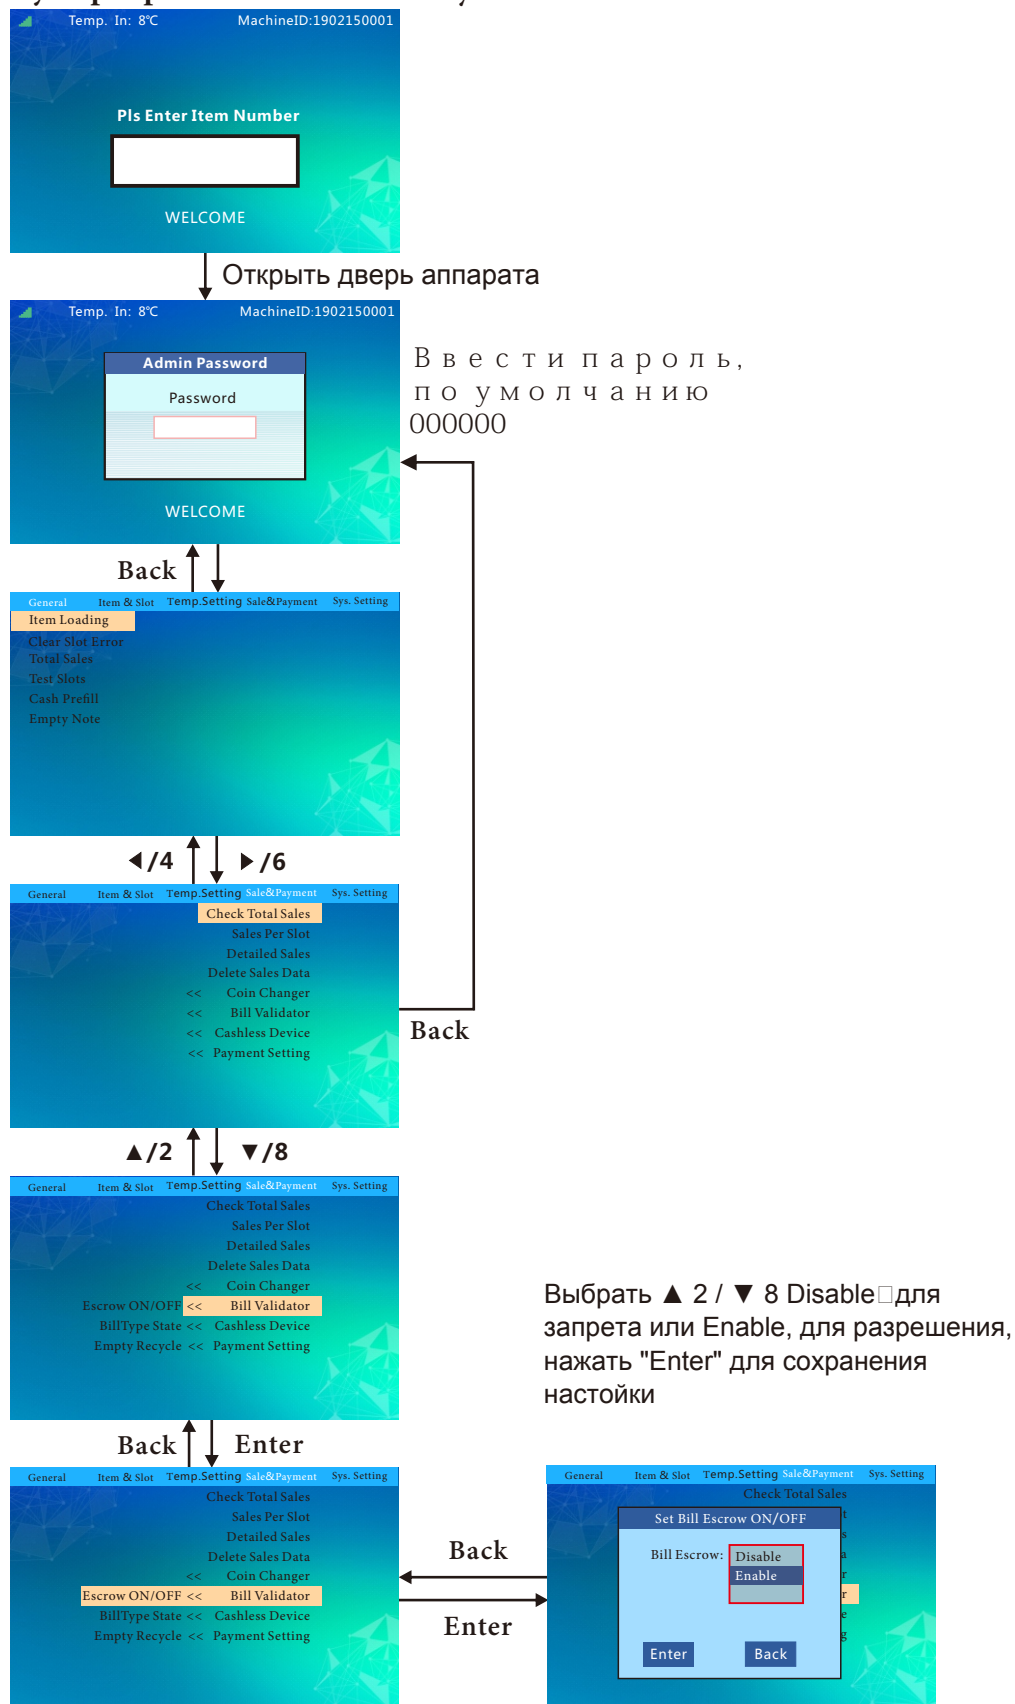 Temp. In: 8℃ MachineID:1902150001
Pls Enter Item Number
WELCOME
Открыть дверь аппарата
Temp. In: 8℃ MachineID:1902150001
Admin Password
Password
WELCOME
Ввести пароль,
по умолчанию
000000
Back
General Item & Slot Temp.Setting Sale&Payment Sys. Setting
Item Loading
Clear Slot Error
Total Sales
Test Slots
Cash Prefill
Empty Note
◀/4 ▶/6
General Item & Slot Temp.Setting Sale&Payment Sys. Setting
Check Total Sales
Sales Per Slot
Detailed Sales
Delete Sales Data
<< Coin Changer
<< Bill Validator
<< Cashless Device
<< Payment Setting
Back
▲/2 ▼/8
General Item & Slot Temp.Setting Sale&Payment Sys. Setting
Check Total Sales
Sales Per Slot
Detailed Sales
Delete Sales Data
<< Coin Changer
Escrow ON/OFF << Bill Validator
BillType State << Cashless Device
Empty Recycle << Payment Setting
Выбрать ▲ 2 / ▼ 8 Disable□для
запрета или Enable, для разрешения,
нажать "Enter" для сохранения
настойки
Back Enter
General Item & Slot Temp.Setting Sale&Payment Sys. Setting
Check Total Sales
Sales Per Slot
Detailed Sales
Delete Sales Data
<< Coin Changer
Escrow ON/OFF << Bill Validator
BillType State << Cashless Device
Empty Recycle << Payment Setting
Back
Enter
General Item & Slot Temp.Setting Sale&Payment Sys. Setting
Check Total Sales
Set Bill Escrow ON/OFF
Bill Escrow: Disable
Enable
Enter Back